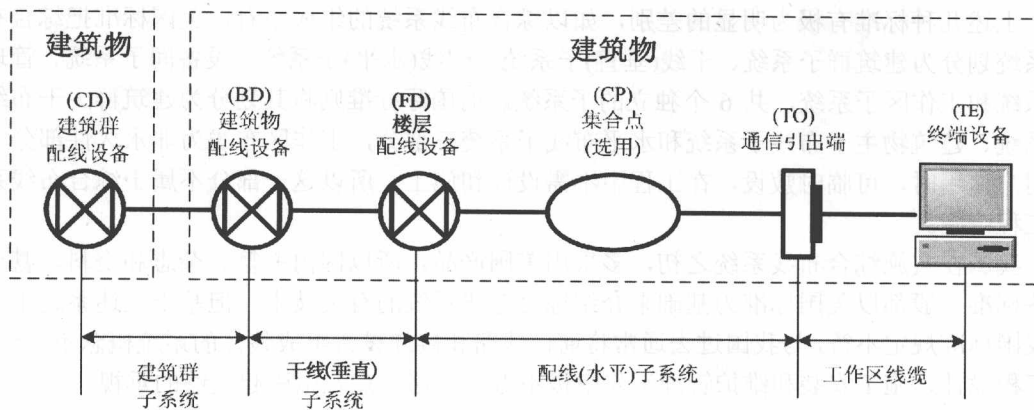 建筑物
建筑物
(CD)
建筑群
配线设备
(BD)
建筑物
配线设备
(FD)
楼层
配线设备
(CP)
集合点
(选用)
(TO)
通信引出端
(TE)
终端设备
建筑群
子系统
干线(垂直)
子系统
配线(水平)子系统
工作区线缆